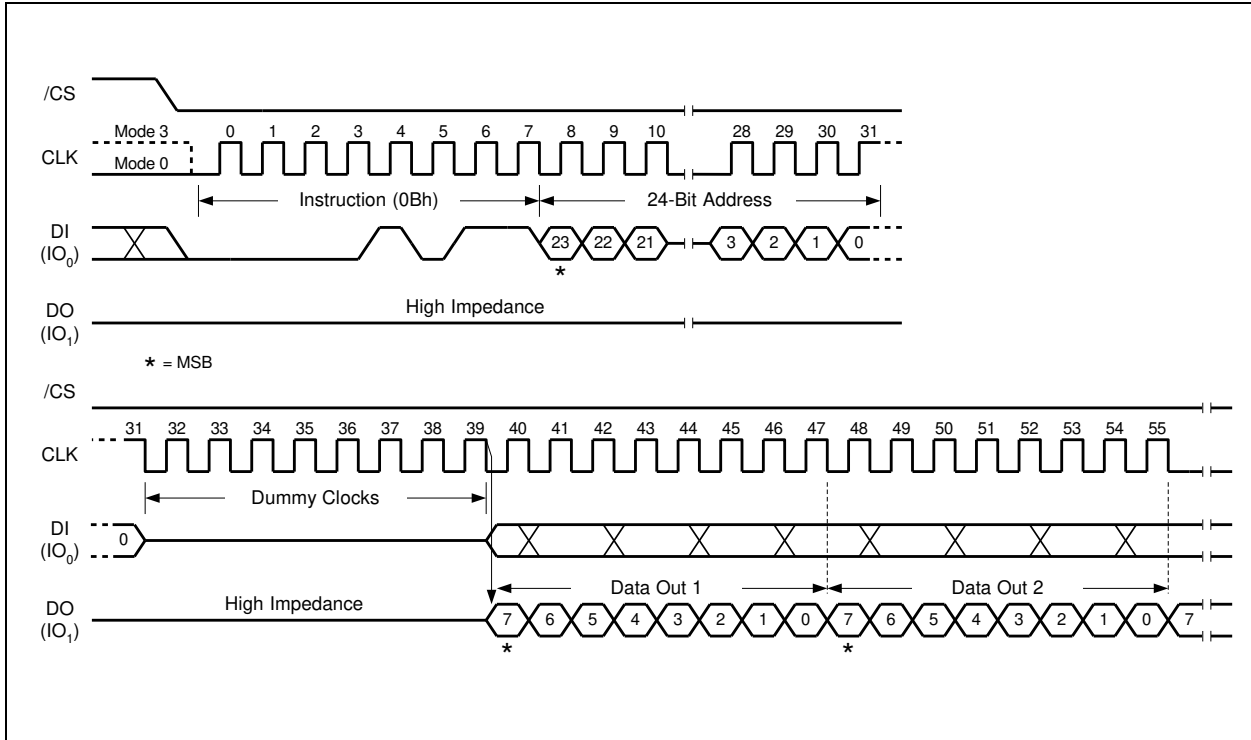 /CS
Mode 3 0 1 2 3 4 5 6 7 8 9 10 28 29 30 31
CLK
Mode 0
Instruction (0Bh) 24-Bit Address
DI
(IO0)
23 22 21 3 2 1 0
*
DO
(IO1)
High Impedance
* = MSB
/CS
31 32 33 34 35 36 37 38 39 40 41 42 43 44 45 46 47 48 49 50 51 52 53 54 55
CLK
Dummy Clocks
DI
(IO0)
0
Data Out 1 Data Out 2
DO
(IO1)
High Impedance
7 6 5 4 3 2 1 0 7 6 5 4 3 2 1 0 7
* *